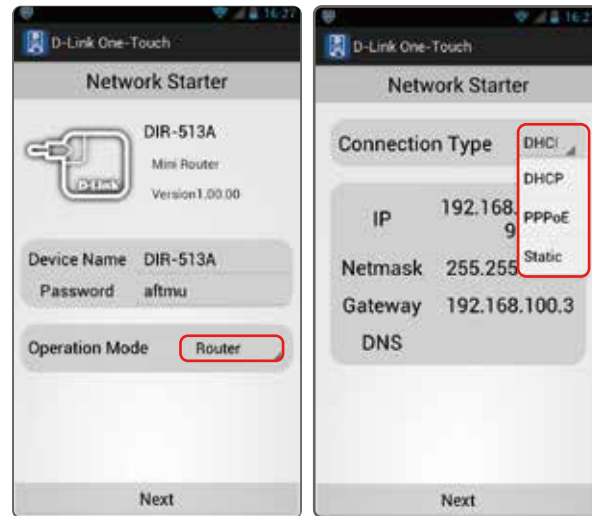 16:27
D-Link One-Touch
Network Starter
DIR-513A
Mini Router
Version1.00.00
D-Link
Device Name DIR-513A
Password aftmu
Operation Mode Router
Next
D-Link One-Touch
Network Starter
Connection Type DHC
DHCP
PPPoE
Static
IP 192.168.
9
Netmask 255.255
Gateway 192.168.100.3
DNS
Next